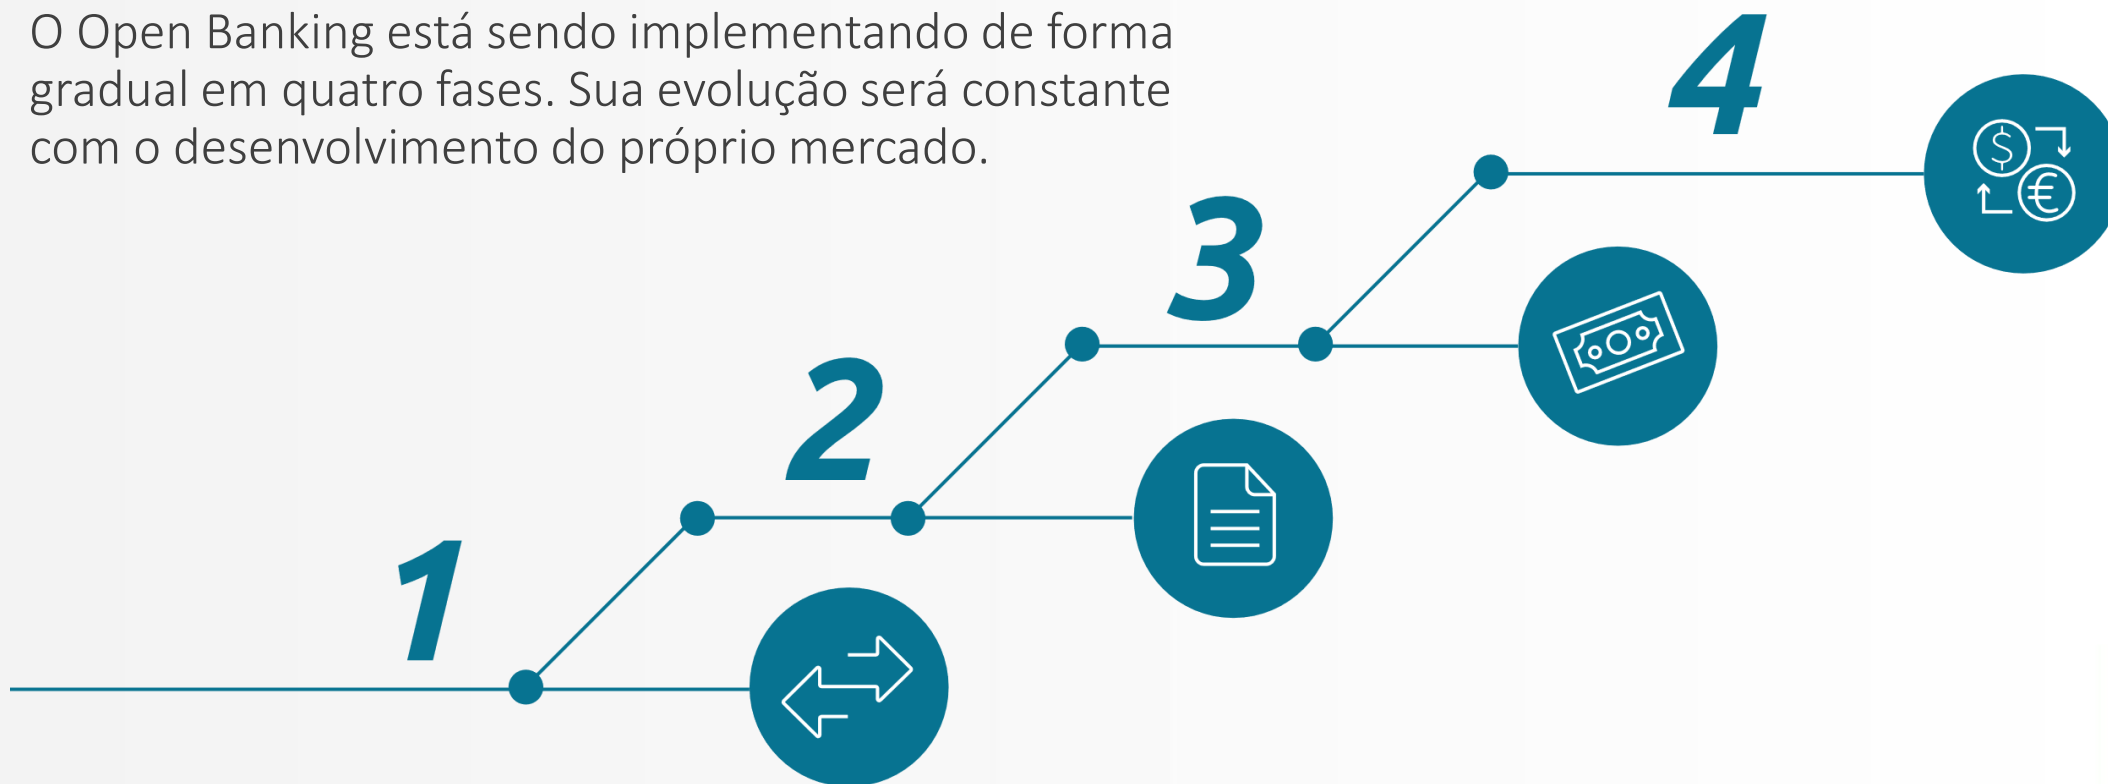 O Open Banking está sendo implementando de forma
gradual em quatro fases. Sua evolução será constante
com o desenvolvimento do próprio mercado.
1
2
3
4
$
€